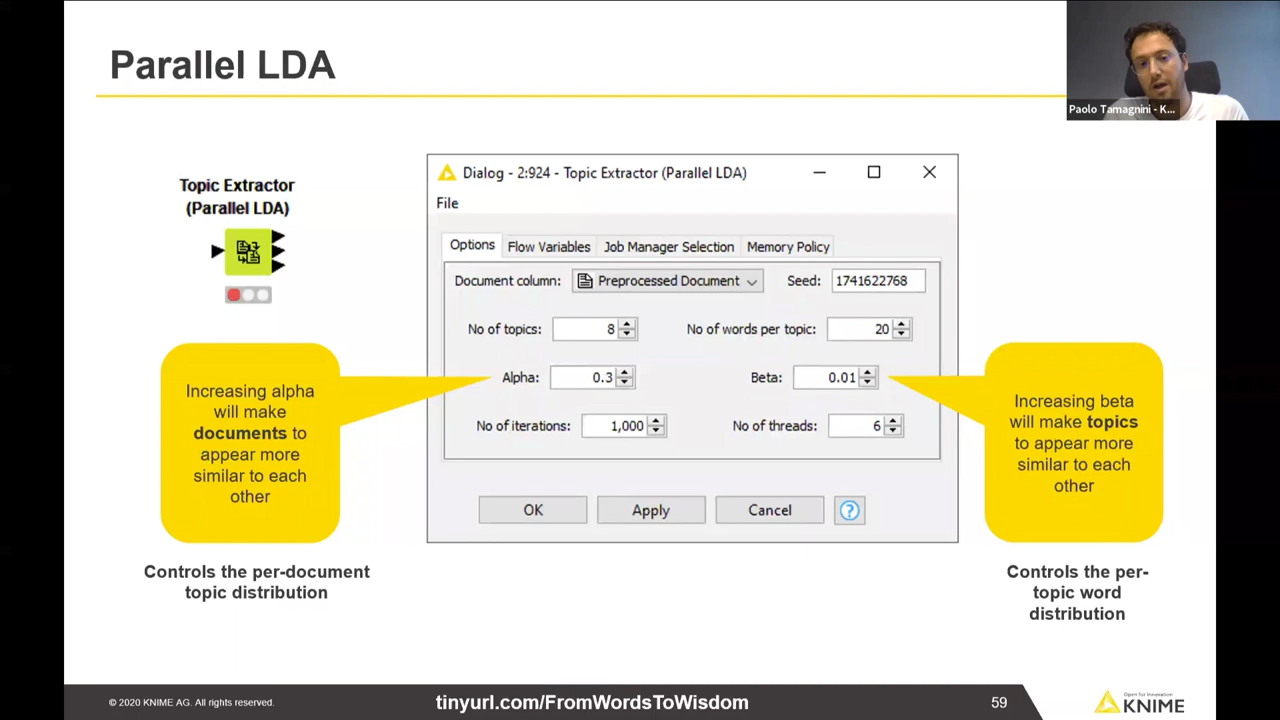 Parallel LDA
Paolo Tamagnini - K...
Topic Extractor
(Parallel LDA)
Dialog - 2:924 - Topic Extractor (Parallel LDA)
File
Options Flow Variables Job Manager Selection Memory Policy
Document column: Preprocessed Document Seed: 1741622768
No of topics: 8 No of words per topic: 20
Alpha: 0.3 Beta: 0.01
No of iterations: 1,000 No of threads: 6
OK Apply Cancel ?
Increasing alpha
will make
documents to
appear more
similar to each
other
Controls the per-document
topic distribution
Increasing beta
will make topics
to appear more
similar to each
other
Controls the per-
topic word
distribution
© 2020 KNIME AG. All rights reserved.
tinyurl.com/FromWordsToWisdom
59
Open for Innovation
KNIME